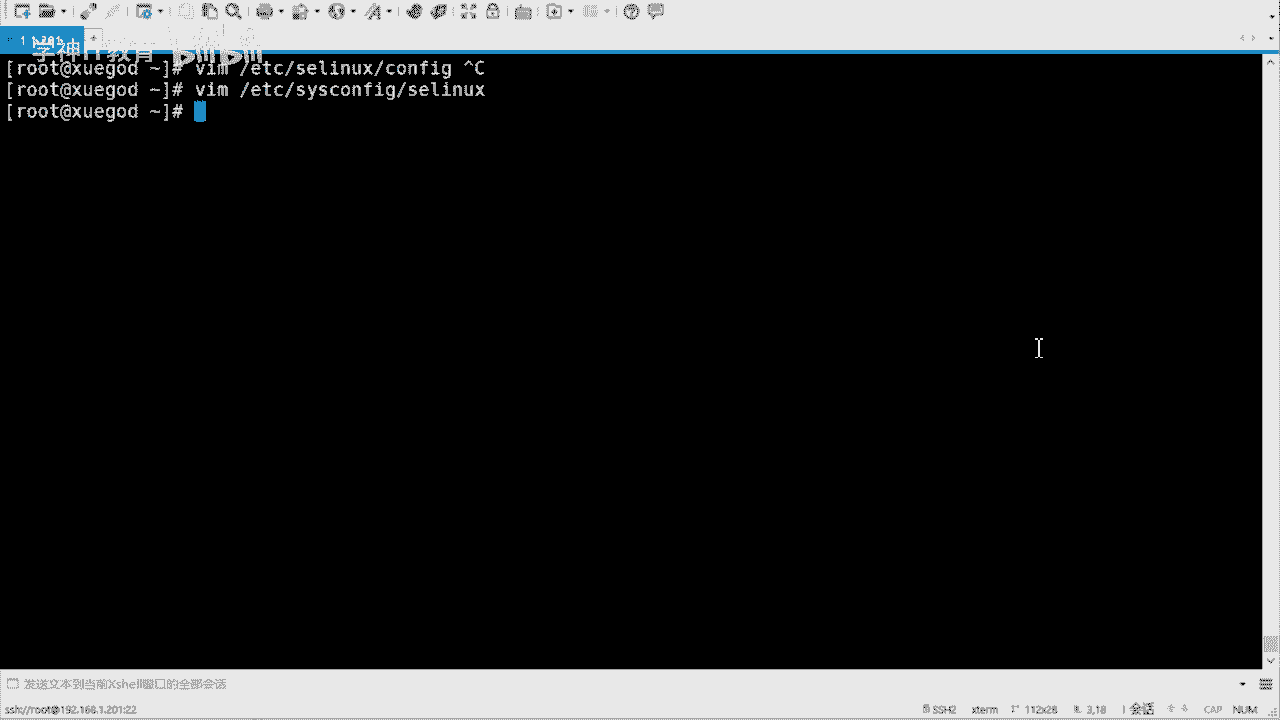 1 1.201
学神IT教育 bilibili
[root@xuegod ~]# vim /etc/selinux/config ^C
[root@xuegod ~]# vim /etc/sysconfig/selinux
[root@xuegod ~]#
发送文本到当前Xshell窗口的全部会话
ssh://root@192.168.1.201:22
SSH2 xterm 112x28 3,18 1 会话 CAP NUM